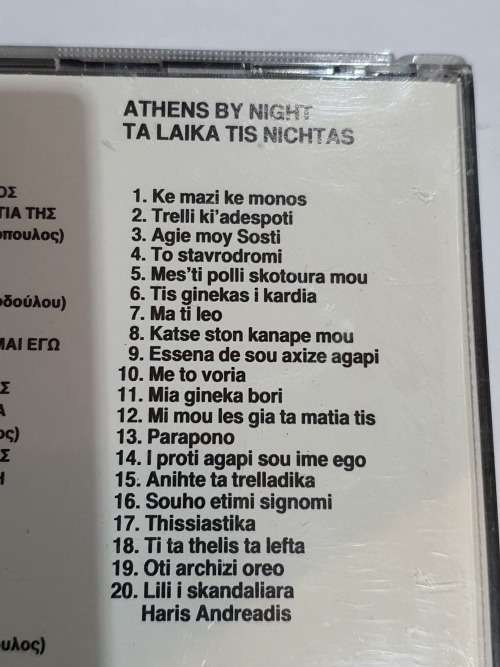 ΟΣ
ΓΙΑ ΤΗΣ
όπουλος)
οδούλου)
ΜΑΙ ΕΓΩ
Σ
Α
ος)
Σ
Η
υλος)
ATHENS BY NIGHT
TA LAIKA TIS NICHTAS
1. Ke mazi ke monos
2. Trelli ki'adespoti
3. Agie moy Sosti
4. To stavrodromi
5. Mes'ti polli skotoura mou
6. Tis ginekas i kardia
7. Ma ti leo
8. Katse ston kanape mou
9. Essena de sou axize agapi
10. Me to voria
11. Mia gineka bori
12. Mi mou les gia ta matia tis
13. Parapono
14. I proti agapi sou ime ego
15. Anihte ta trelladika
16. Souho etimi signomi
17. Thissiastika
18. Ti ta thelis ta lefta
19. Oti archizi oreo
20. Lili i skandaliara
Haris Andreadis